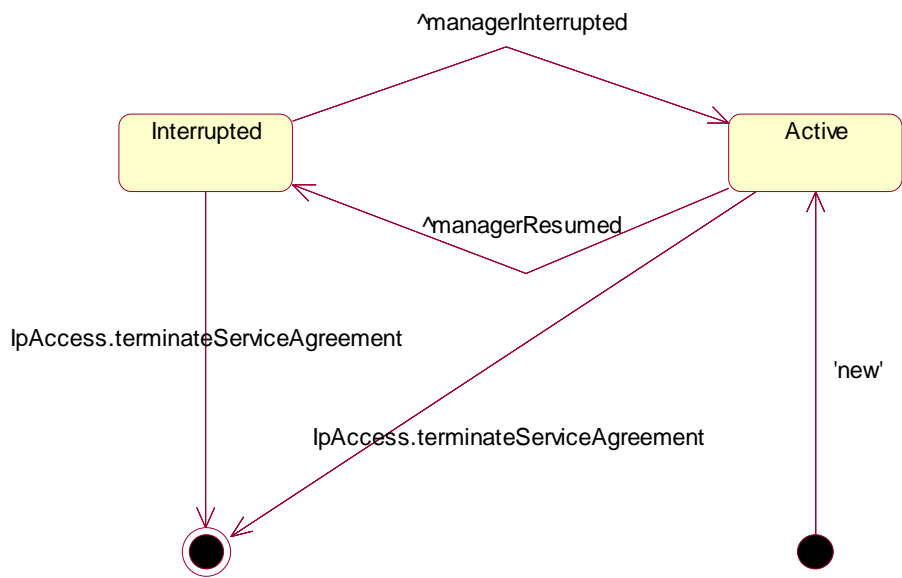 ^managerInterrupted
Interrupted
Active
^managerResumed
IpAccess.terminateServiceAgreement
'new'
IpAccess.terminateServiceAgreement